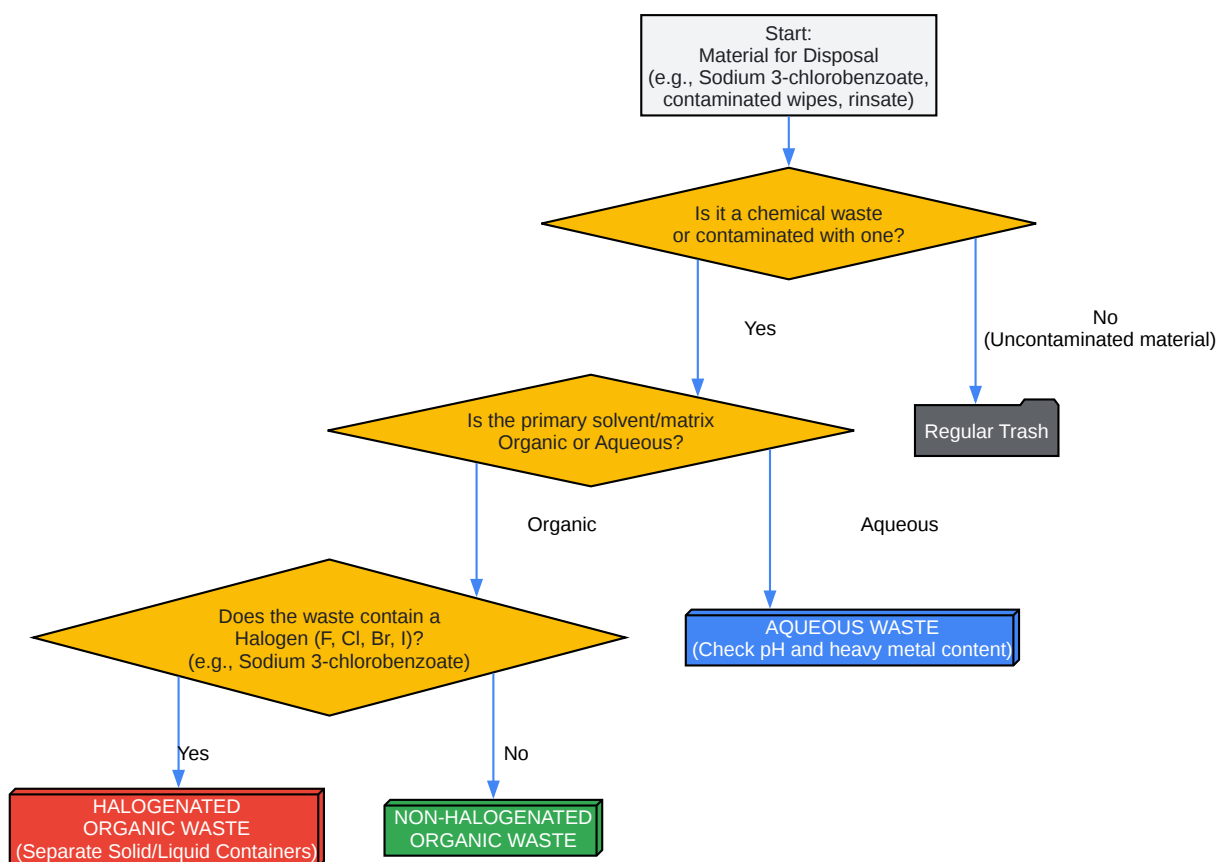 Start:
Material for Disposal
(e.g., Sodium 3-chlorobenzoate,
contaminated wipes, rinsate)
Is it a chemical waste
or contaminated with one?
Yes
No
(Uncontaminated material)
Is the primary solvent/matrix
Organic or Aqueous?
Regular Trash
Organic
Aqueous
Does the waste contain a
Halogen (F, Cl, Br, I)?
(e.g., Sodium 3-chlorobenzoate)
AQUEOUS WASTE
(Check pH and heavy metal content)
Yes
No
HALOGENATED
ORGANIC WASTE
(Separate Solid/Liquid Containers)
NON-HALOGENATED
ORGANIC WASTE